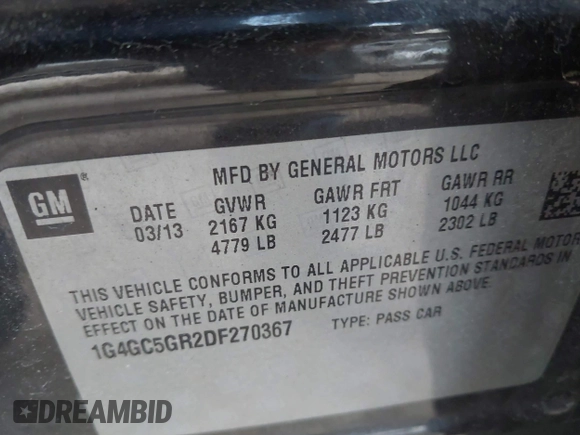 GM ®
MFD BY GENERAL MOTORS LLC
DATE GVWR GAWR FRT GAWR RR
03/13 2167 KG 1123 KG 1044 KG
4779 LB 2477 LB 2302 LB
THIS VEHICLE CONFORMS TO ALL APPLICABLE U.S. FEDERAL MOTOR
VEHICLE SAFETY, BUMPER, AND THEFT PREVENTION STANDARDS IN
EFFECT ON THE DATE OF MANUFACTURE SHOWN ABOVE.
1G4GC5GR2DF270367 TYPE: PASS CAR
DREAMBID